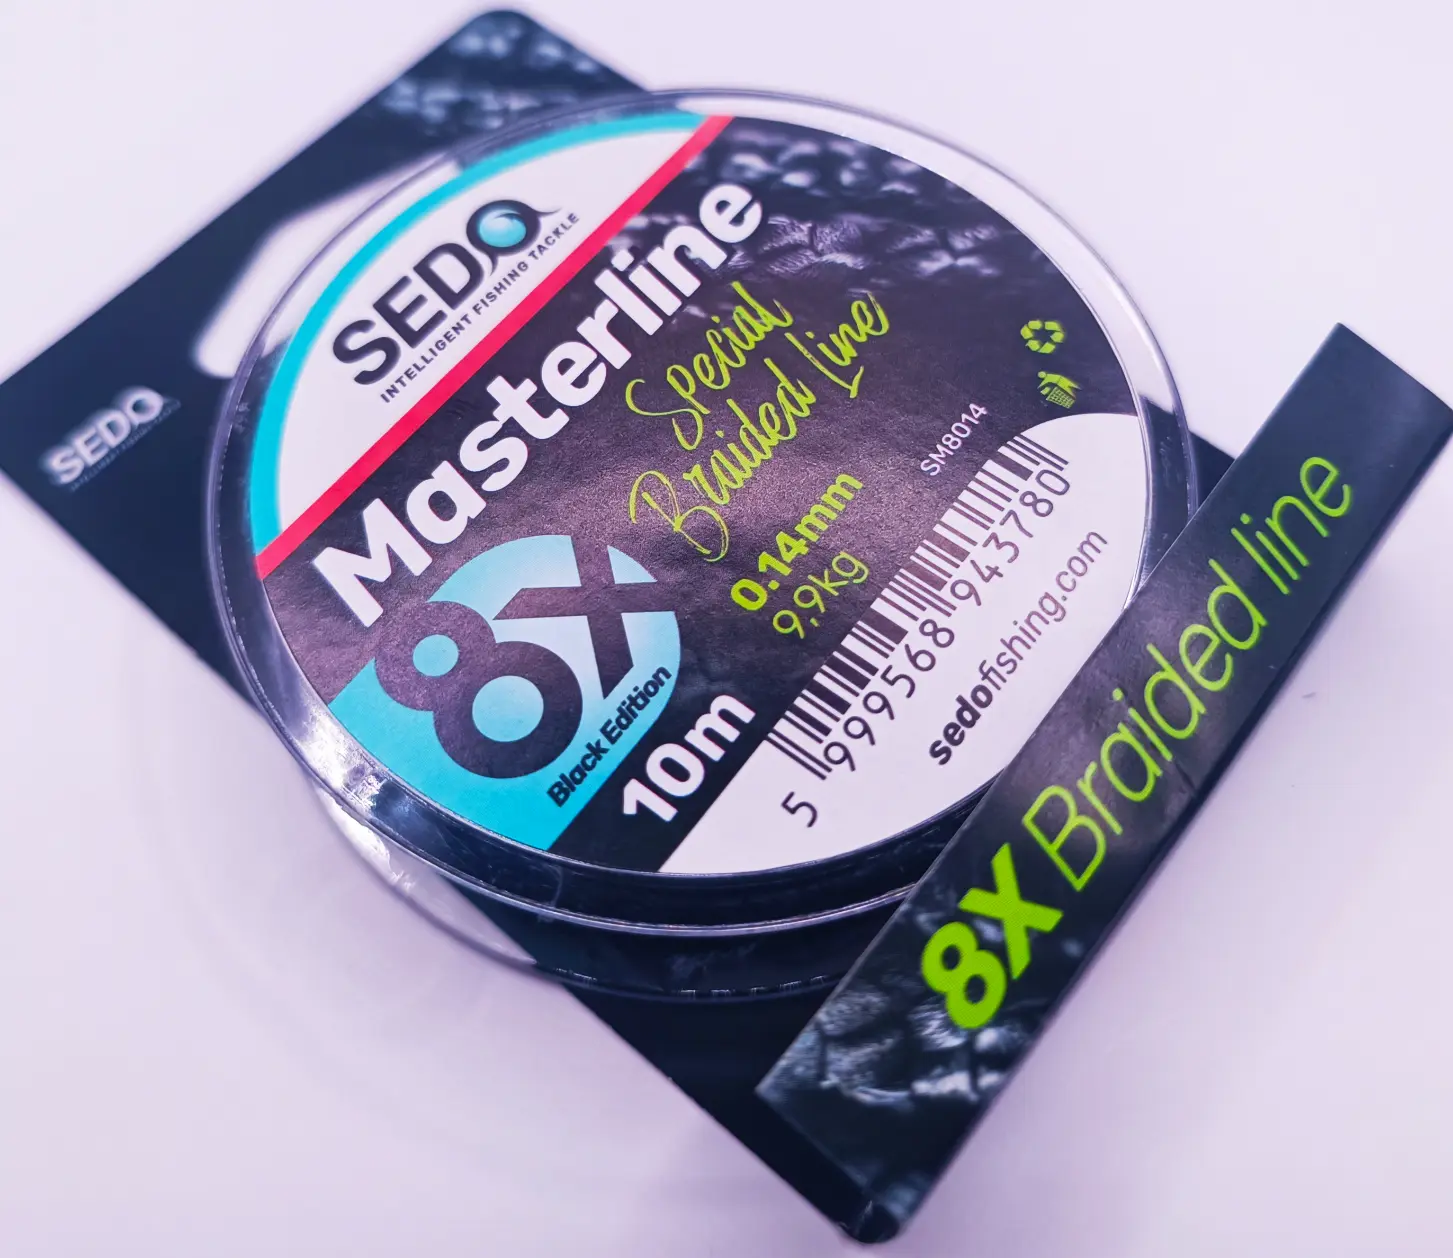 SEDO
INTELLIGENT FISHING TACKLE
Masterline
Special
Braided Line
0.14mm
9,9kg
8X
Black Edition
10m
SM8014
5 999568 943780
sedofishing.com
SEDO
8X Braided line